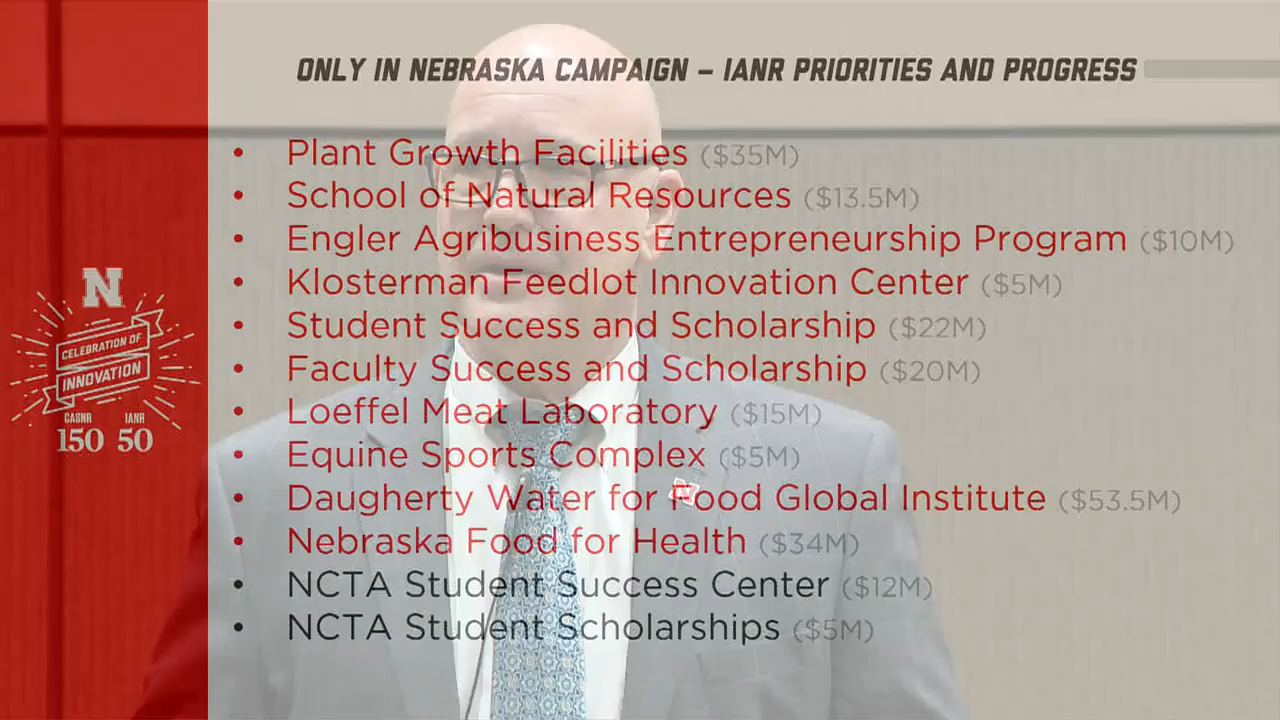 ONLY IN NEBRASKA CAMPAIGN – IANR PRIORITIES AND PROGRESS
• Plant Growth Facilities ($35M)
• School of Natural Resources ($13.5M)
• Engler Agribusiness Entrepreneurship Program ($10M)
• Klosterman Feedlot Innovation Center ($5M)
• Student Success and Scholarship ($22M)
• Faculty Success and Scholarship ($20M)
• Loeffel Meat Laboratory ($15M)
• Equine Sports Complex ($5M)
• Daugherty Water for Food Global Institute ($53.5M)
• Nebraska Food for Health ($34M)
• NCTA Student Success Center ($12M)
• NCTA Student Scholarships ($5M)
N
CELEBRATION OF
INNOVATION
CASNR IANR
150 50
N